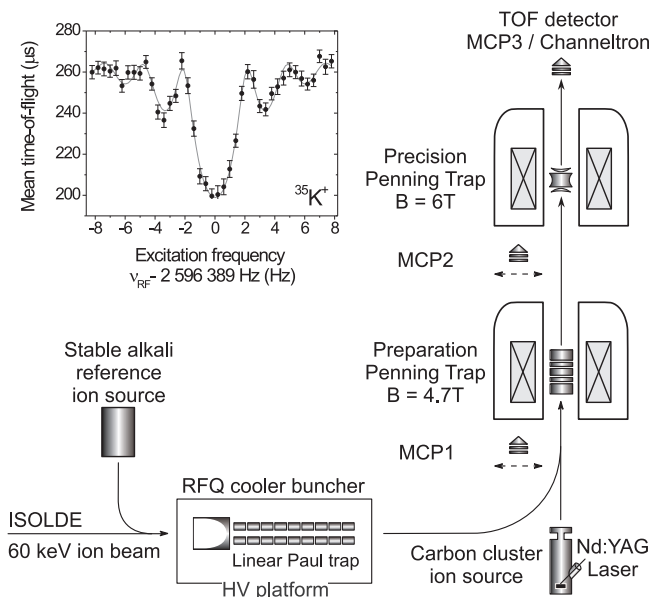 TOF detector
MCP3 / Channeltron
Mean time-of-flight (µs)
260
240
220
200
³⁵K⁺
-8 -6 -4 -2 0 2 4 6 8
Excitation frequency
νRF- 2 596 389 Hz (Hz)
Precision
Penning Trap
B = 6T
MCP2
Preparation
Penning Trap
B = 4.7T
MCP1
Stable alkali
reference
ion source
RFQ cooler buncher
ISOLDE
60 keV ion beam
Linear Paul trap
HV platform
Carbon cluster
ion source
Nd:YAG
Laser